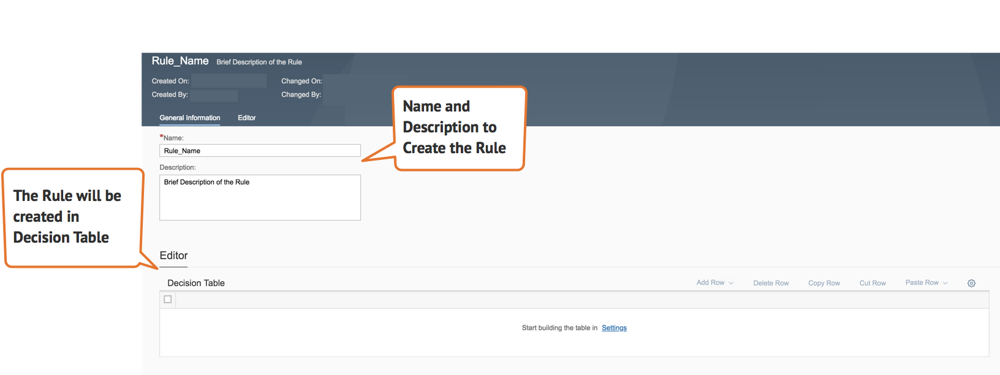 Rule_Name Brief Description of the Rule
Created On: Changed On:
Created By: Changed By:
General Information Editor
Name and
Description to
Create the Rule
*Name:
Rule_Name
Description:
Brief Description of the Rule
The Rule will be
created in
Decision Table
Editor
Decision Table Add Row Delete Row Copy Row Cut Row Paste Row
Start building the table in Settings